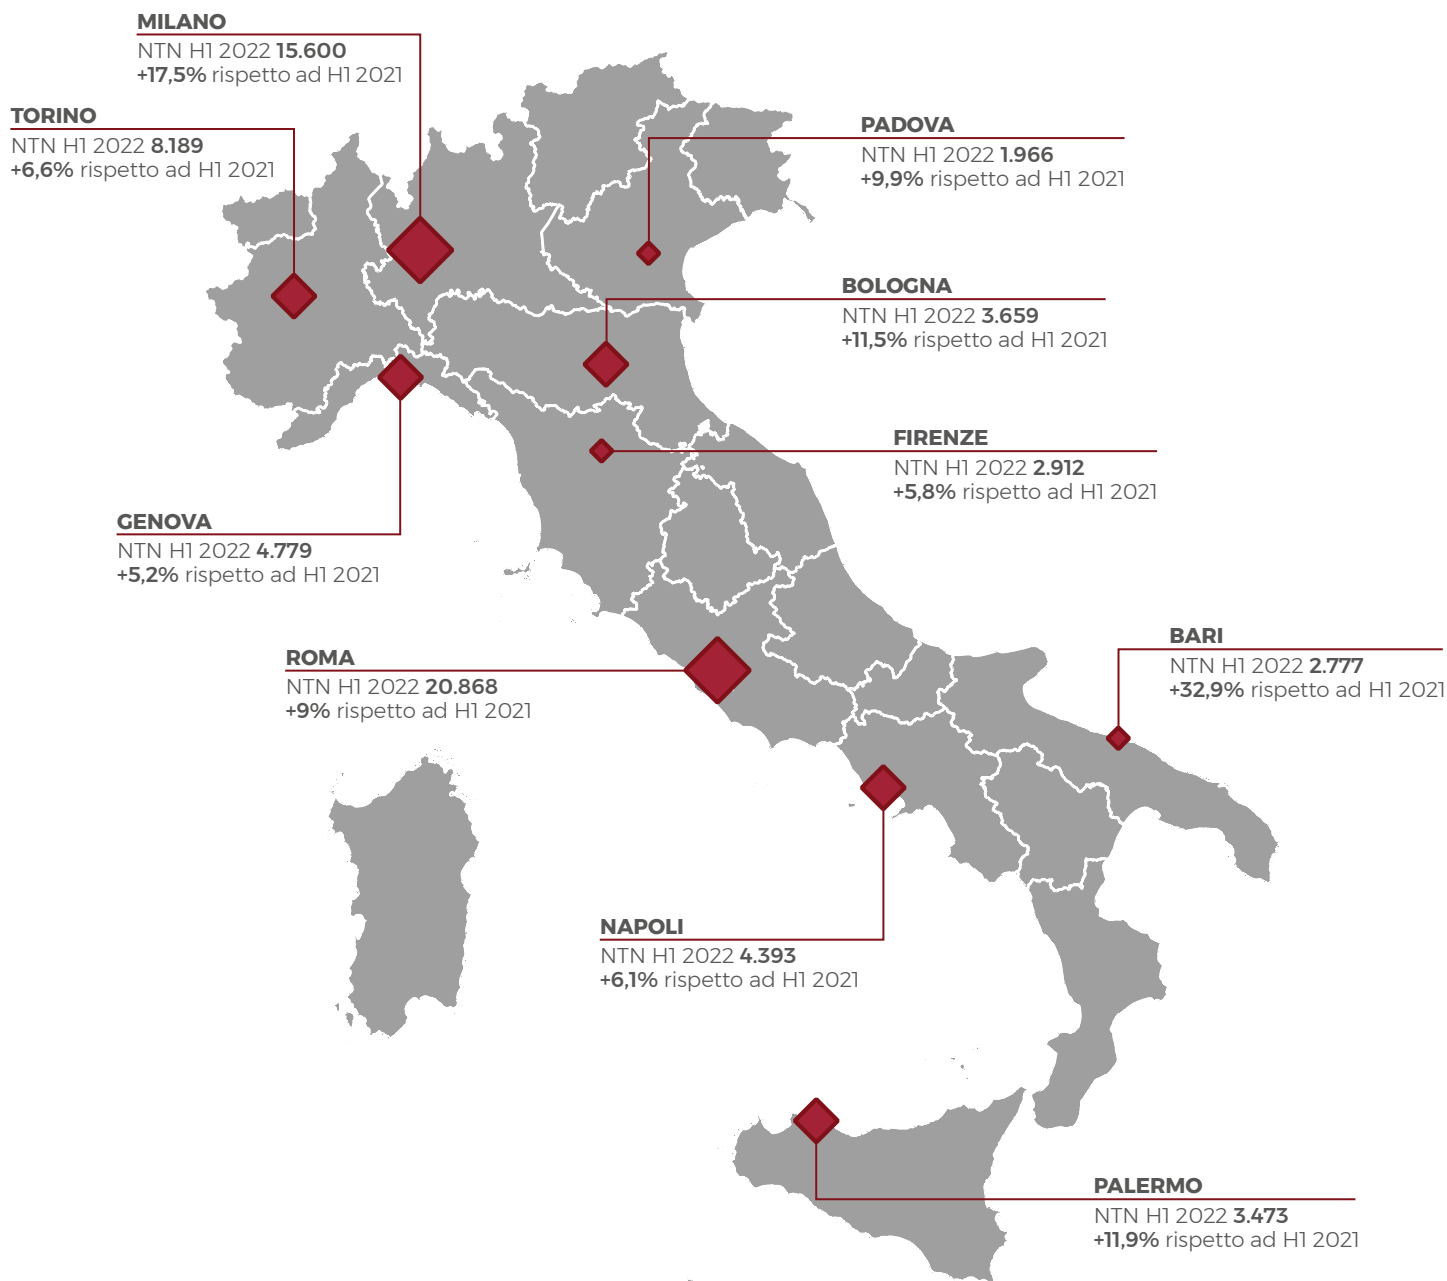 MILANO
NTN H1 2022 15.600
+17,5% rispetto ad H1 2021
TORINO
NTN H1 2022 8.189
+6,6% rispetto ad H1 2021
PADOVA
NTN H1 2022 1.966
+9,9% rispetto ad H1 2021
BOLOGNA
NTN H1 2022 3.659
+11,5% rispetto ad H1 2021
FIRENZE
NTN H1 2022 2.912
+5,8% rispetto ad H1 2021
GENOVA
NTN H1 2022 4.779
+5,2% rispetto ad H1 2021
ROMA
NTN H1 2022 20.868
+9% rispetto ad H1 2021
BARI
NTN H1 2022 2.777
+32,9% rispetto ad H1 2021
NAPOLI
NTN H1 2022 4.393
+6,1% rispetto ad H1 2021
PALERMO
NTN H1 2022 3.473
+11,9% rispetto ad H1 2021